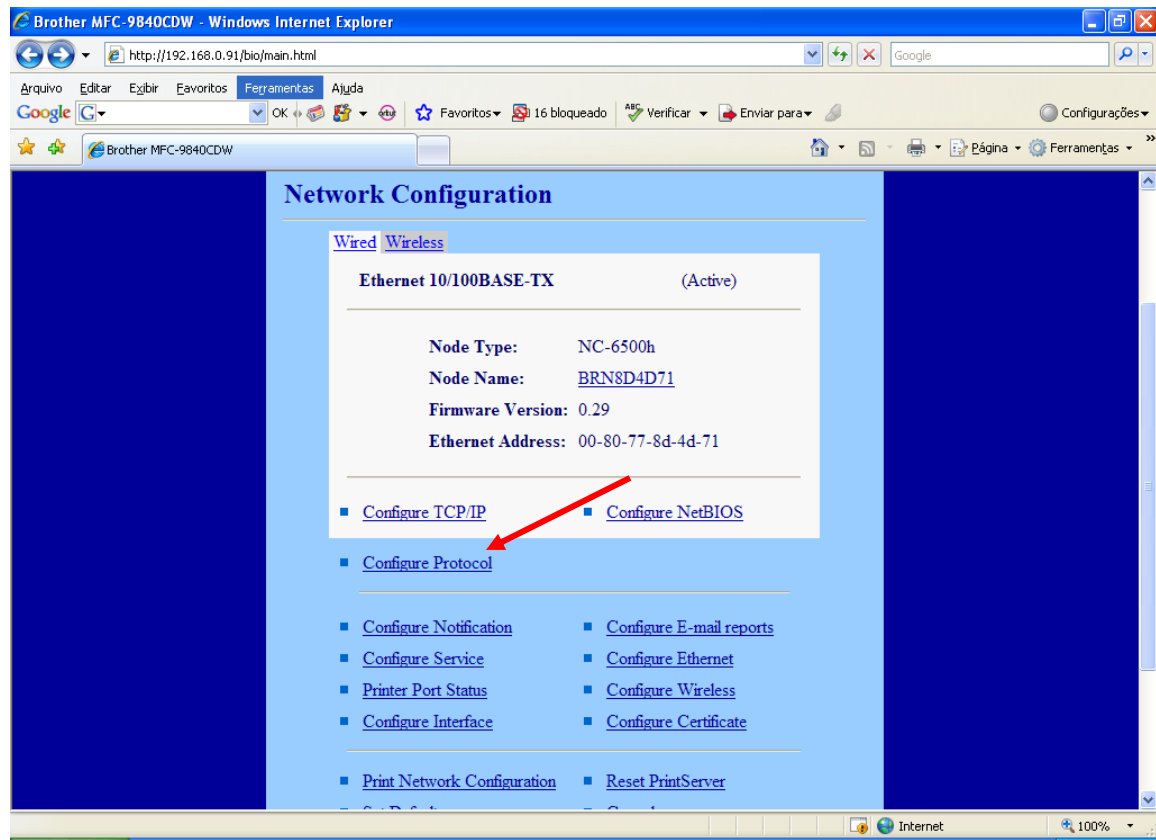 Brother MFC-9840CDW - Windows Internet Explorer
http://192.168.0.91/bio/main.html Google
Arquivo Editar Exibir Favoritos Ferramentas Ajuda
Google G OK Favoritos 16 bloqueado ABC Verificar Enviar para Configurações
Brother MFC-9840CDW Página Ferramentas »
Network Configuration
Wired Wireless
Ethernet 10/100BASE-TX (Active)
Node Type: NC-6500h
Node Name: BRN8D4D71
Firmware Version: 0.29
Ethernet Address: 00-80-77-8d-4d-71
Configure TCP/IP Configure NetBIOS
Configure Protocol
Configure Notification Configure E-mail reports
Configure Service Configure Ethernet
Printer Port Status Configure Wireless
Configure Interface Configure Certificate
Print Network Configuration Reset PrintServer
Internet 100%